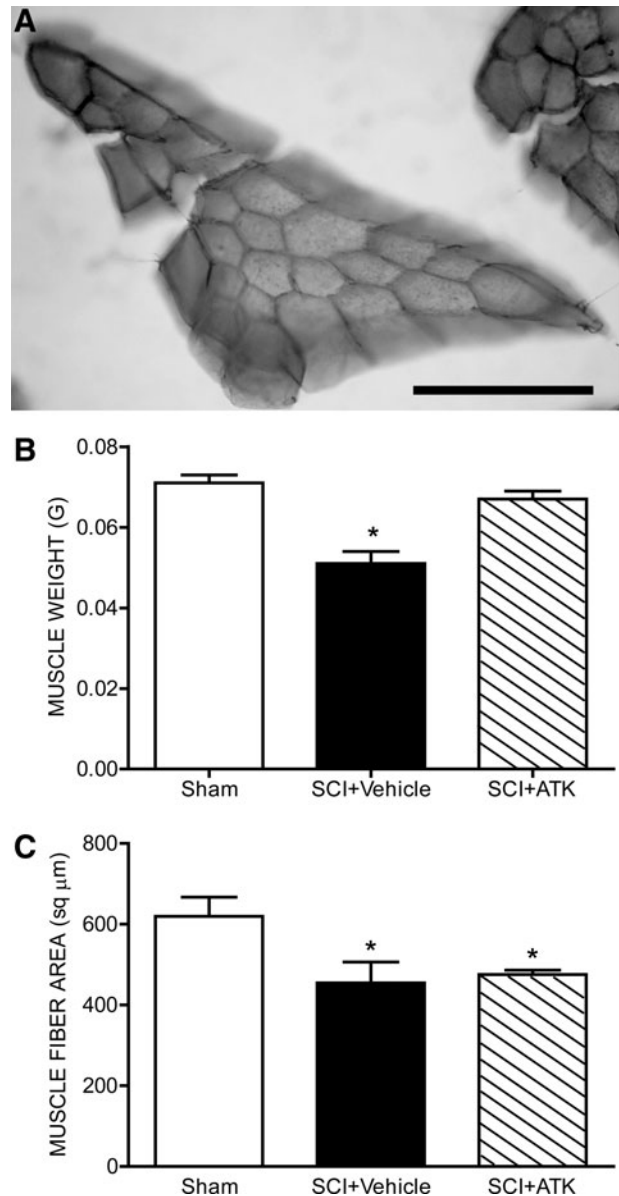 A
B
MUSCLE WEIGHT (G)
0.08
0.06
0.04
0.02
0.00
*
Sham SCI+Vehicle SCI+ATK
C
MUSCLE FIBER AREA (sq μm)
800
600
400
200
0
* *
Sham SCI+Vehicle SCI+ATK